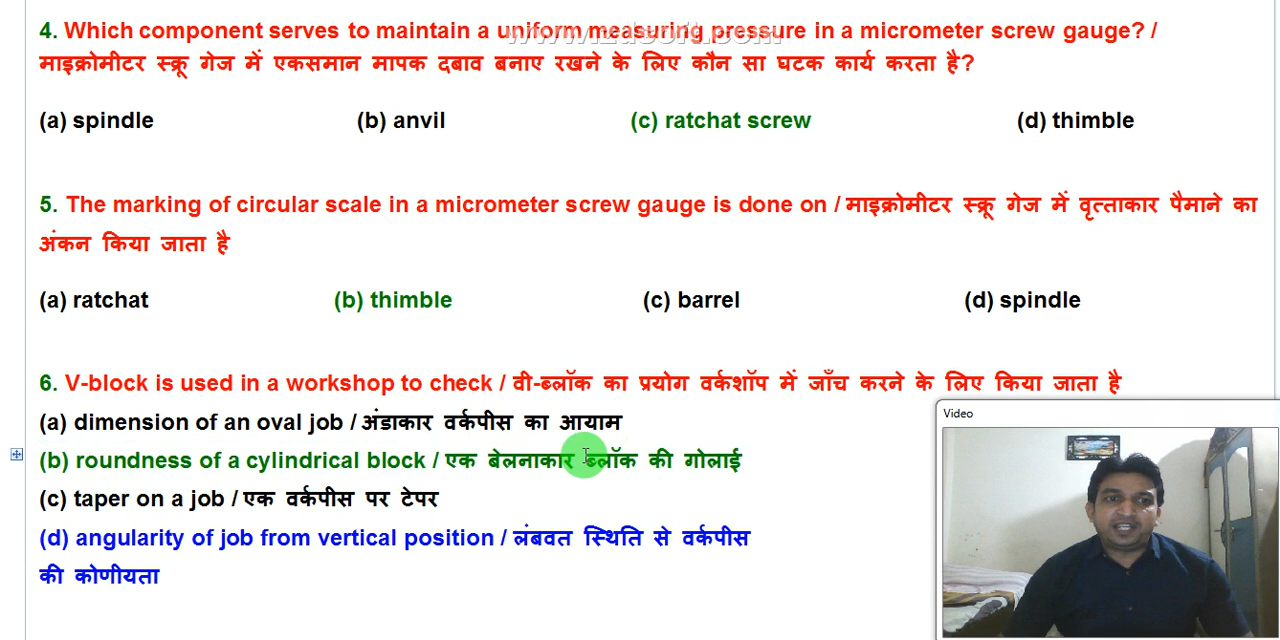 4. Which component serves to maintain a uniform measuring pressure in a micrometer screw gauge? /
माइक्रोमीटर स्क्रू गेज में एकसमान मापक दबाव बनाए रखने के लिए कौन सा घटक कार्य करता है?
(a) spindle (b) anvil (c) ratchat screw (d) thimble
5. The marking of circular scale in a micrometer screw gauge is done on / माइक्रोमीटर स्क्रू गेज में वृत्ताकार पैमाने का
अंकन किया जाता है
(a) ratchat (b) thimble (c) barrel (d) spindle
6. V-block is used in a workshop to check / वी-ब्लॉक का प्रयोग वर्कशॉप में जाँच करने के लिए किया जाता है
(a) dimension of an oval job / अंडाकार वर्कपीस का आयाम
(b) roundness of a cylindrical block / एक बेलनाकार ब्लॉक की गोलाई
(c) taper on a job / एक वर्कपीस पर टेपर
(d) angularity of job from vertical position / लंबवत स्थिति से वर्कपीस
की कोणीयता
Video